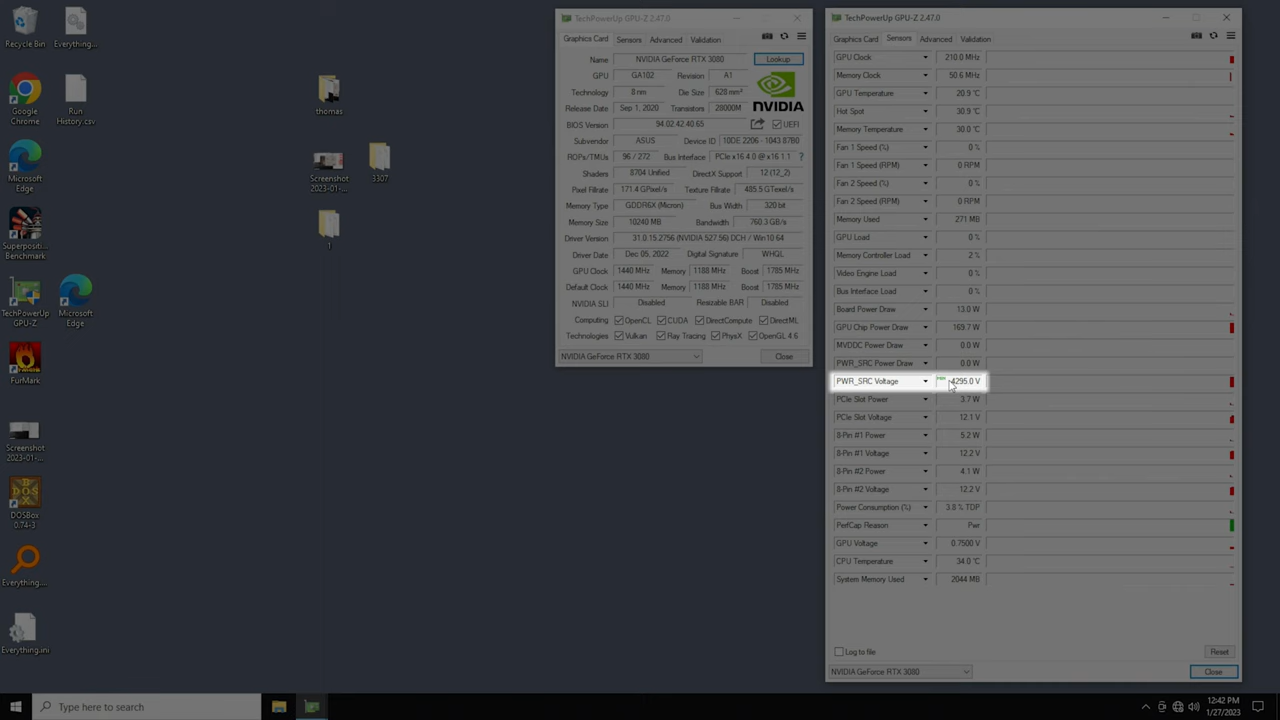 Recycle Bin
Everything....
Google
Chrome
Run
History.csv
Microsoft
Edge
Superpositi...
Benchmark
TechPowerUp
GPU-Z
Microsoft
Edge
FurMark
Screenshot
2023-01-...
DOSBox
0.74-3
Everything....
Everything.ini
thomas
Screenshot
2023-01-...
3307
1
TechPowerUp GPU-Z 2.47.0
Graphics Card Sensors Advanced Validation
Name NVIDIA GeForce RTX 3080 Lookup
GPU GA102 Revision A1
Technology 8 nm Die Size 628 mm²
NVIDIA
Release Date Sep 1, 2020 Transistors 28000M
BIOS Version 94.02.42.40.65 UEFI
Subvendor ASUS Device ID 10DE 2206 - 1043 87B0
ROPs/TMUs 96 / 272 Bus Interface PCIe x16 4.0 @ x16 1.1 ?
Shaders 8704 Unified DirectX Support 12 (12_2)
Pixel Fillrate 171.4 GPixel/s Texture Fillrate 485.5 GTexel/s
Memory Type GDDR6X (Micron) Bus Width 320 bit
Memory Size 10240 MB Bandwidth 760.3 GB/s
Driver Version 31.0.15.2756 (NVIDIA 527.56) DCH / Win10 64
Driver Date Dec 05, 2022 Digital Signature WHQL
GPU Clock 1440 MHz Memory 1188 MHz Boost 1785 MHz
Default Clock 1440 MHz Memory 1188 MHz Boost 1785 MHz
NVIDIA SLI Disabled Resizable BAR Disabled
Computing OpenCL CUDA DirectCompute DirectML
Technologies Vulkan Ray Tracing PhysX OpenGL 4.6
NVIDIA GeForce RTX 3080 Close
TechPowerUp GPU-Z 2.47.0
Graphics Card Sensors Advanced Validation
GPU Clock 210.0 MHz
Memory Clock 50.6 MHz
GPU Temperature 20.9 °C
Hot Spot 30.9 °C
Memory Temperature 30.0 °C
Fan 1 Speed (%) 0 %
Fan 1 Speed (RPM) 0 RPM
Fan 2 Speed (%) 0 %
Fan 2 Speed (RPM) 0 RPM
Memory Used 271 MB
GPU Load 0 %
Memory Controller Load 2 %
Video Engine Load 0 %
Bus Interface Load 0 %
Board Power Draw 13.0 W
GPU Chip Power Draw 169.7 W
MVDDC Power Draw 0.0 W
PWR_SRC Power Draw 0.0 W
PWR_SRC Voltage 4295.0 V
PCIe Slot Power 3.7 W
PCIe Slot Voltage 12.1 V
8-Pin #1 Power 5.2 W
8-Pin #1 Voltage 12.2 V
8-Pin #2 Power 4.1 W
8-Pin #2 Voltage 12.2 V
Power Consumption (%) 3.8 % TDP
PerfCap Reason Pwr
GPU Voltage 0.7500 V
CPU Temperature 34.0 °C
System Memory Used 2044 MB
Log to file Reset
NVIDIA GeForce RTX 3080 Close
Type here to search
12:42 PM
1/27/2023